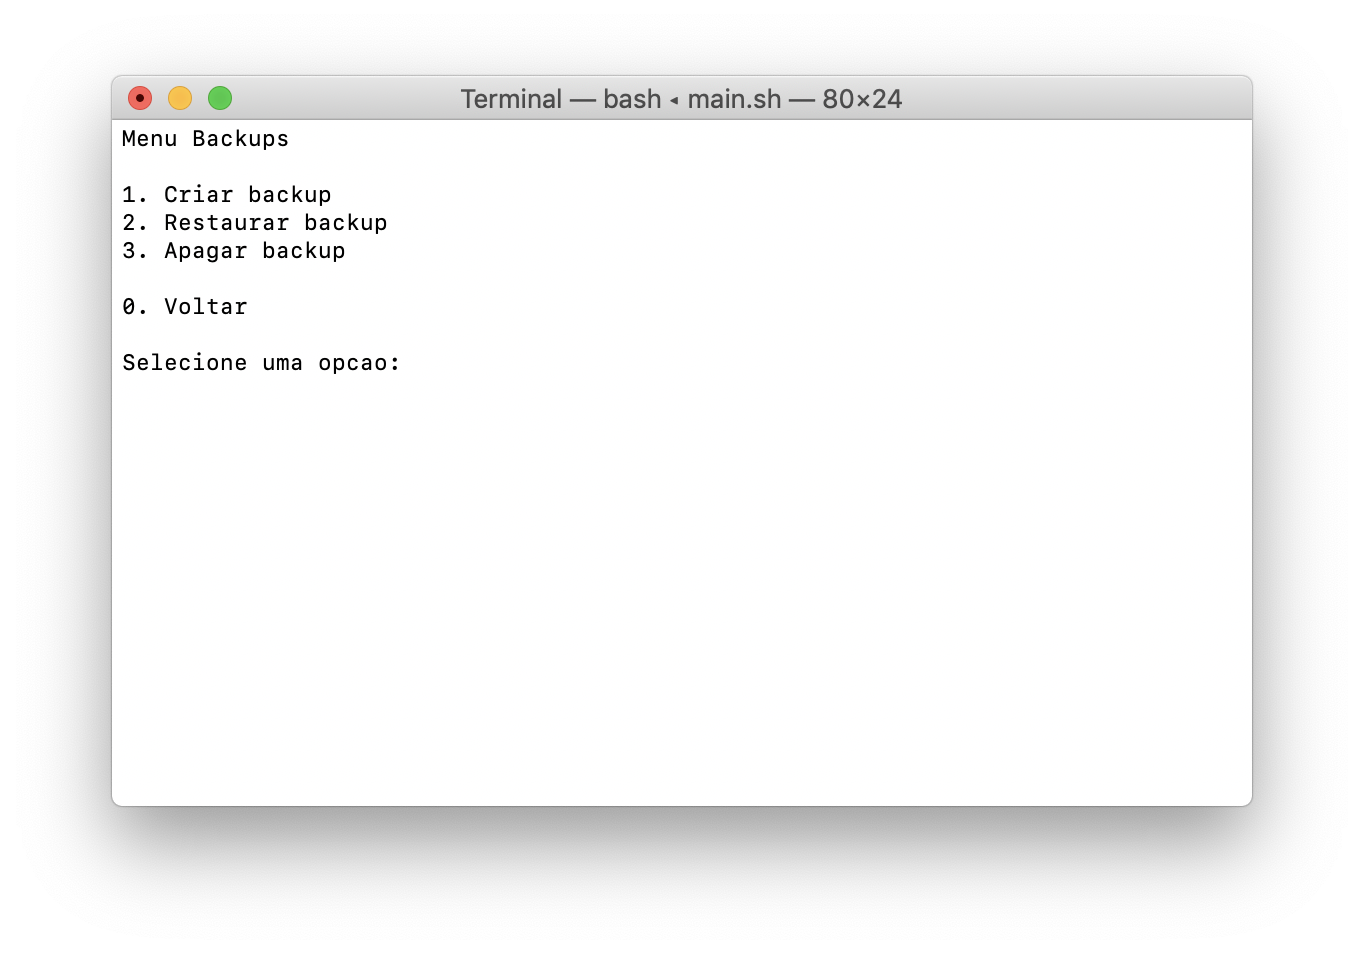 Terminal — bash ◂ main.sh — 80×24
Menu Backups
1. Criar backup
2. Restaurar backup
3. Apagar backup
0. Voltar
Selecione uma opcao: